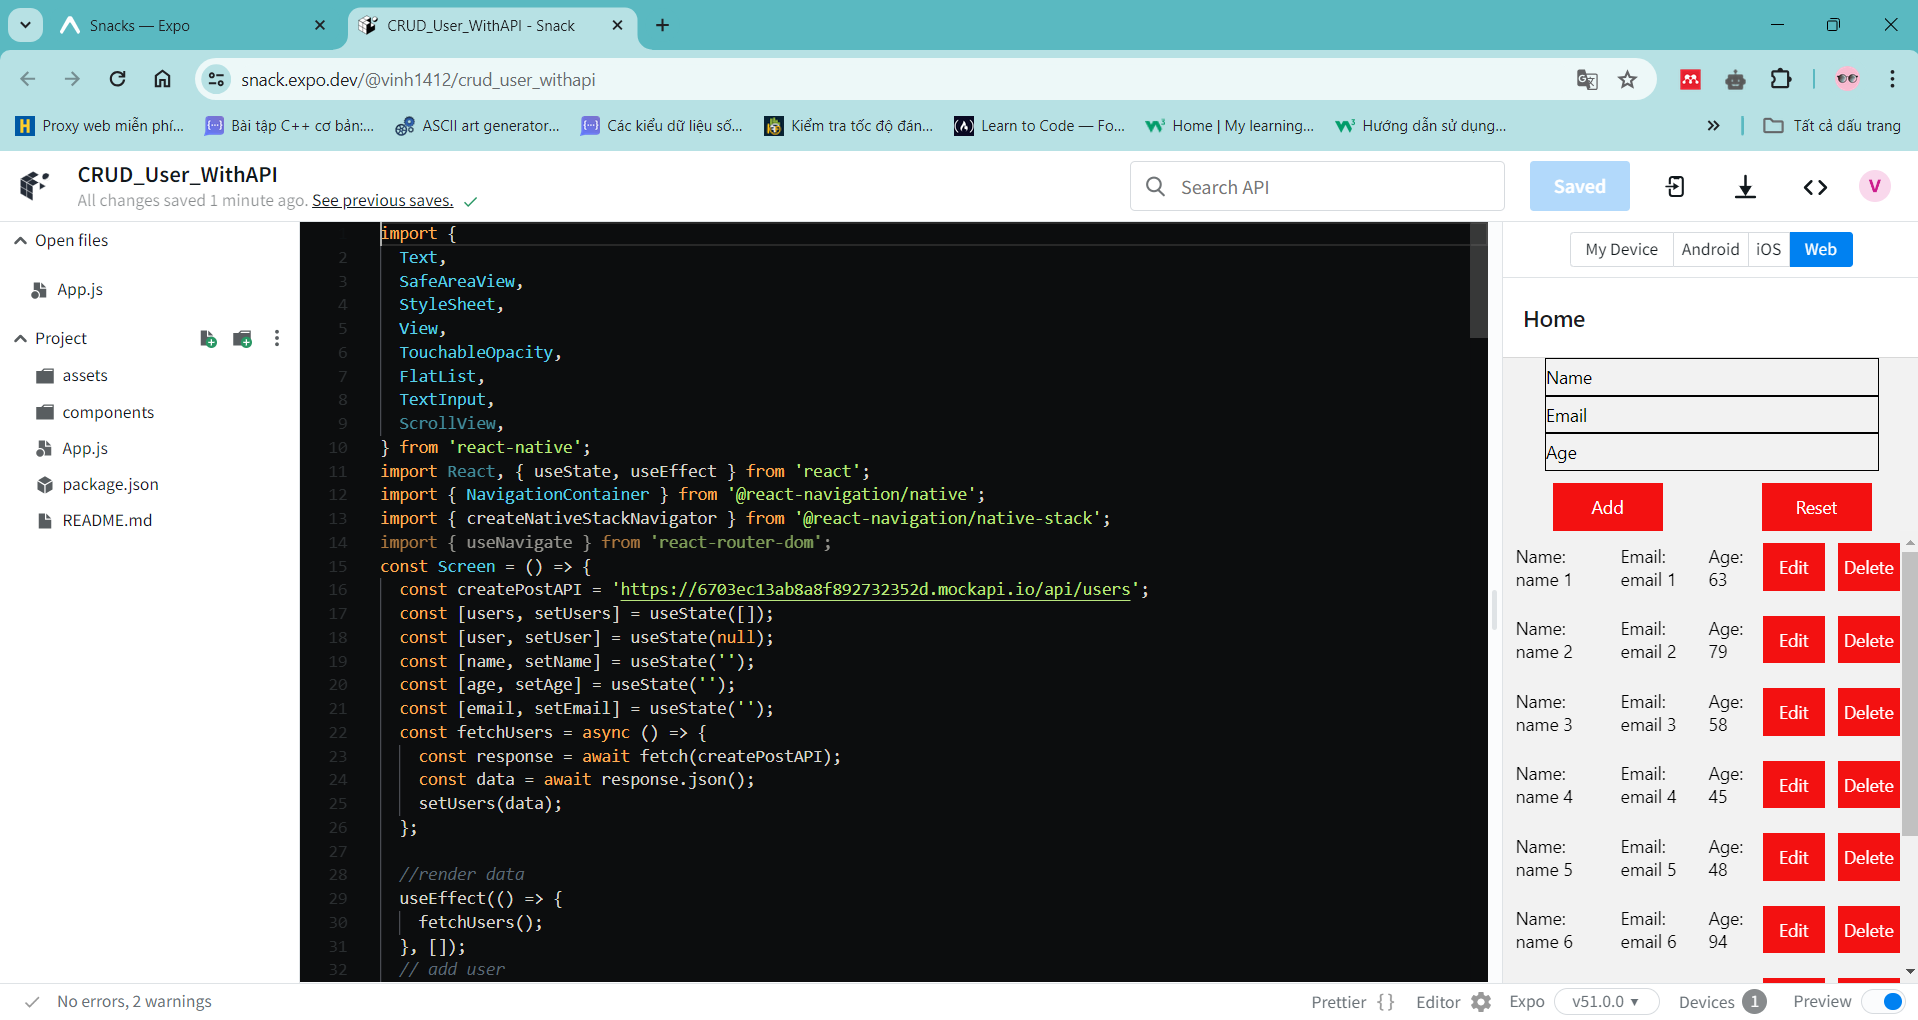 Snacks — Expo
CRUD_User_WithAPI - Snack
snack.expo.dev/@vinh1412/crud_user_withapi
Proxy web miễn phí...
Bài tập C++ cơ bản:...
ASCII art generator...
Các kiểu dữ liệu số...
Kiểm tra tốc độ đán...
Learn to Code — Fo...
Home | My learning...
Hướng dẫn sử dụng...
Tất cả dấu trang
CRUD_User_WithAPI
All changes saved 1 minute ago. See previous saves.
Search API
Saved
V
Open files
App.js
Project
assets
components
App.js
package.json
README.md
import {
2 Text,
3 SafeAreaView,
4 StyleSheet,
5 View,
6 TouchableOpacity,
7 FlatList,
8 TextInput,
9 ScrollView,
10 } from 'react-native';
11 import React, { useState, useEffect } from 'react';
12 import { NavigationContainer } from '@react-navigation/native';
13 import { createNativeStackNavigator } from '@react-navigation/native-stack';
14 import { useNavigate } from 'react-router-dom';
15 const Screen = () => {
16 const createPostAPI = 'https://6703ec13ab8a8f892732352d.mockapi.io/api/users';
17 const [users, setUsers] = useState([]);
18 const [user, setUser] = useState(null);
19 const [name, setName] = useState('');
20 const [age, setAge] = useState('');
21 const [email, setEmail] = useState('');
22 const fetchUsers = async () => {
23 const response = await fetch(createPostAPI);
24 const data = await response.json();
25 setUsers(data);
26 };
27
28 //render data
29 useEffect(() => {
30 fetchUsers();
31 }, []);
32 // add user
My Device
Android
iOS
Web
Home
Name
Email
Age
Add
Reset
Name: Email: Age:
name 1 email 1 63
Edit Delete
Name: Email: Age:
name 2 email 2 79
Edit Delete
Name: Email: Age:
name 3 email 3 58
Edit Delete
Name: Email: Age:
name 4 email 4 45
Edit Delete
Name: Email: Age:
name 5 email 5 48
Edit Delete
Name: Email: Age:
name 6 email 6 94
Edit Delete
No errors, 2 warnings
Prettier {}
Editor
Expo v51.0.0
Devices 1
Preview